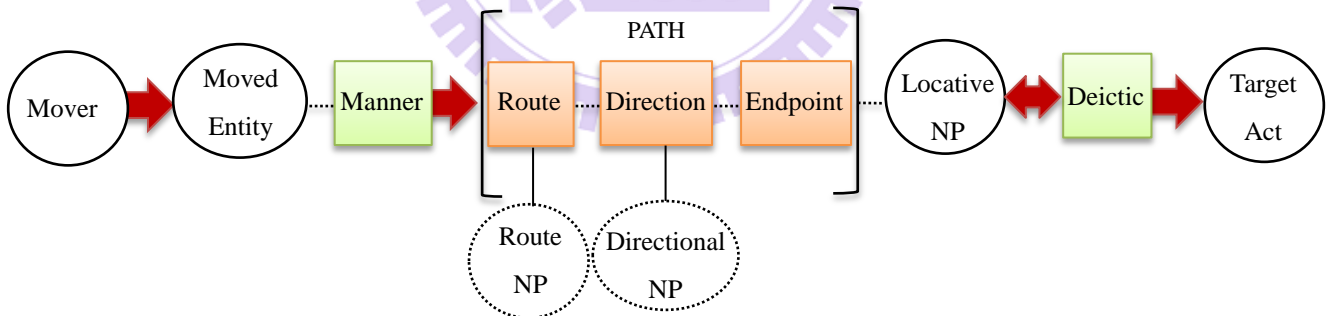 PATH
Mover
Moved
Entity
Manner
Route
Direction
Endpoint
Locative
NP
Deictic
Target
Act
Route
NP
Directional
NP